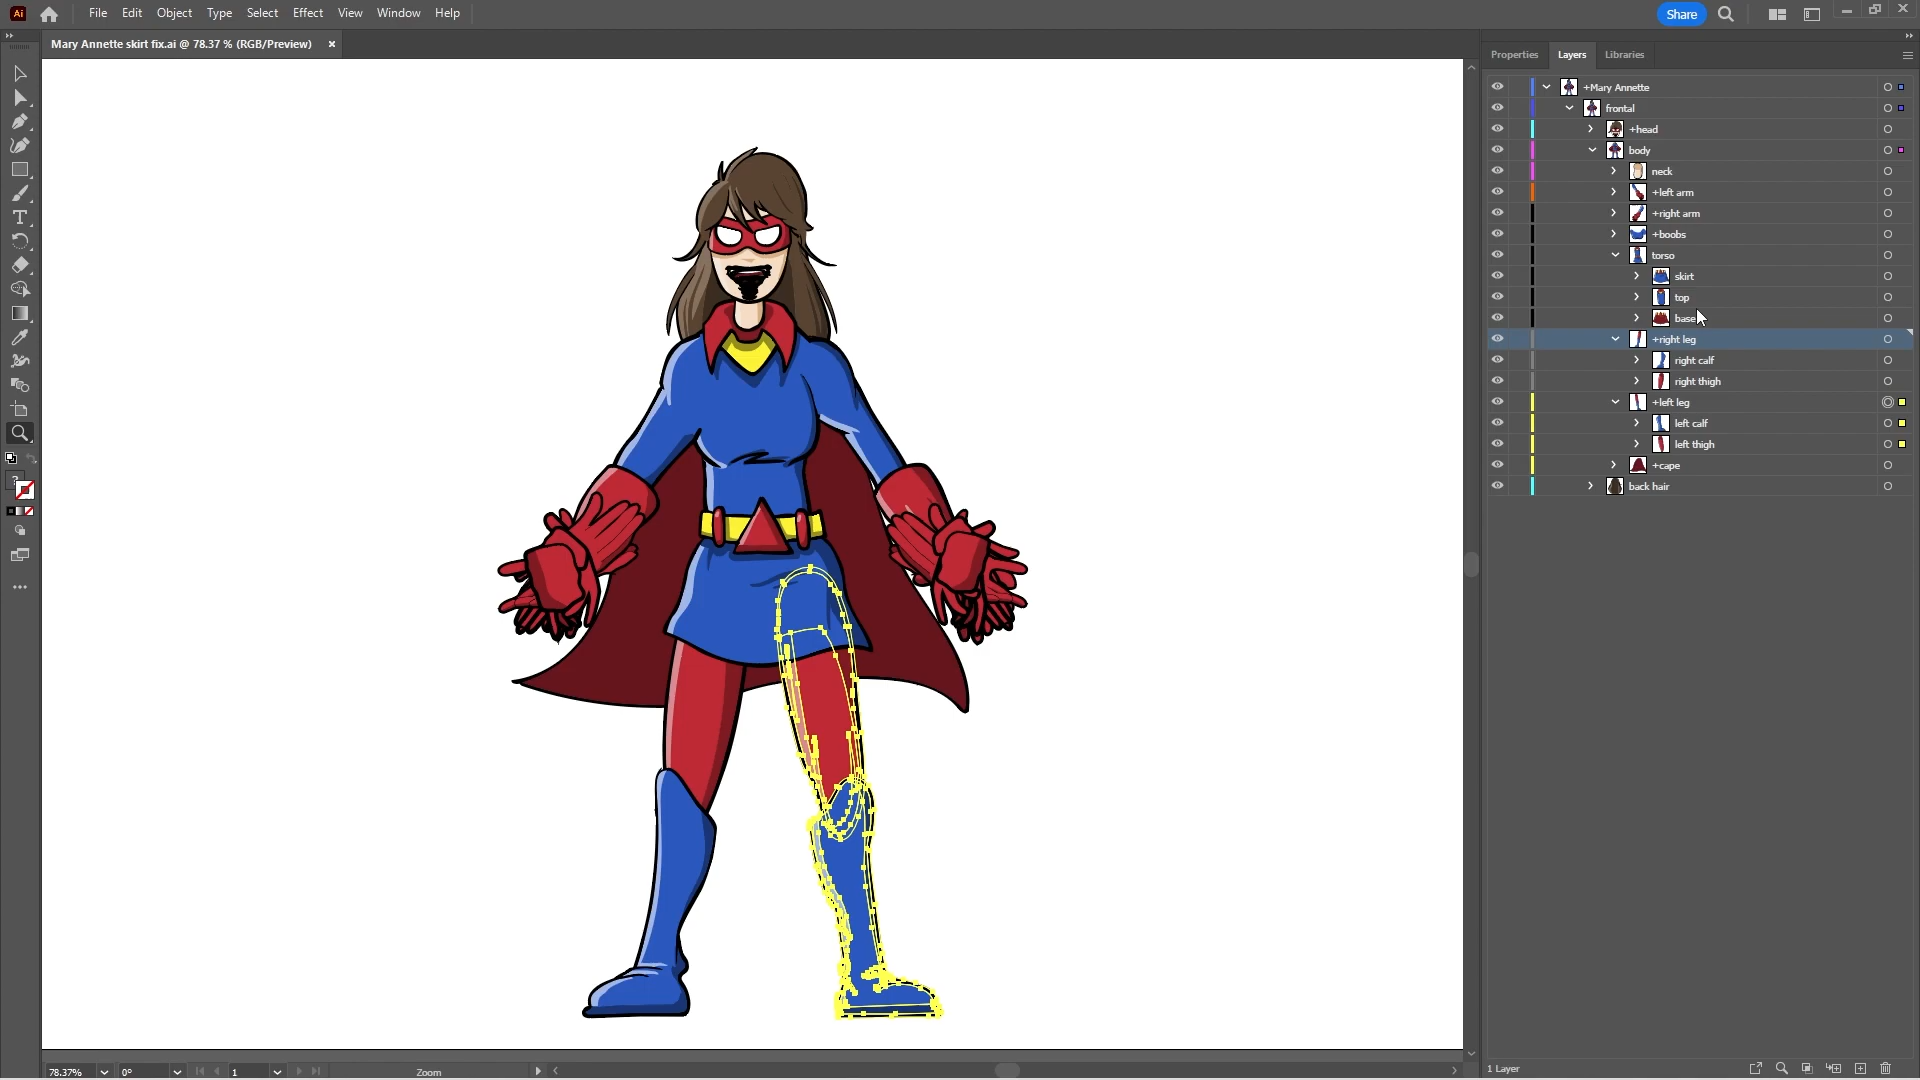 Ai File Edit Object Type Select Effect View Window Help Share
Mary Annette skirt fix.ai @ 78.37 % (RGB/Preview) ×
Properties Layers Libraries
+Mary Annette
frontal
+head
body
neck
+left arm
+right arm
+boobs
torso
skirt
top
base
+right leg
right calf
right thigh
+left leg
left calf
left thigh
+cape
back hair
78.37% 0° 1 Zoom
1 Layer